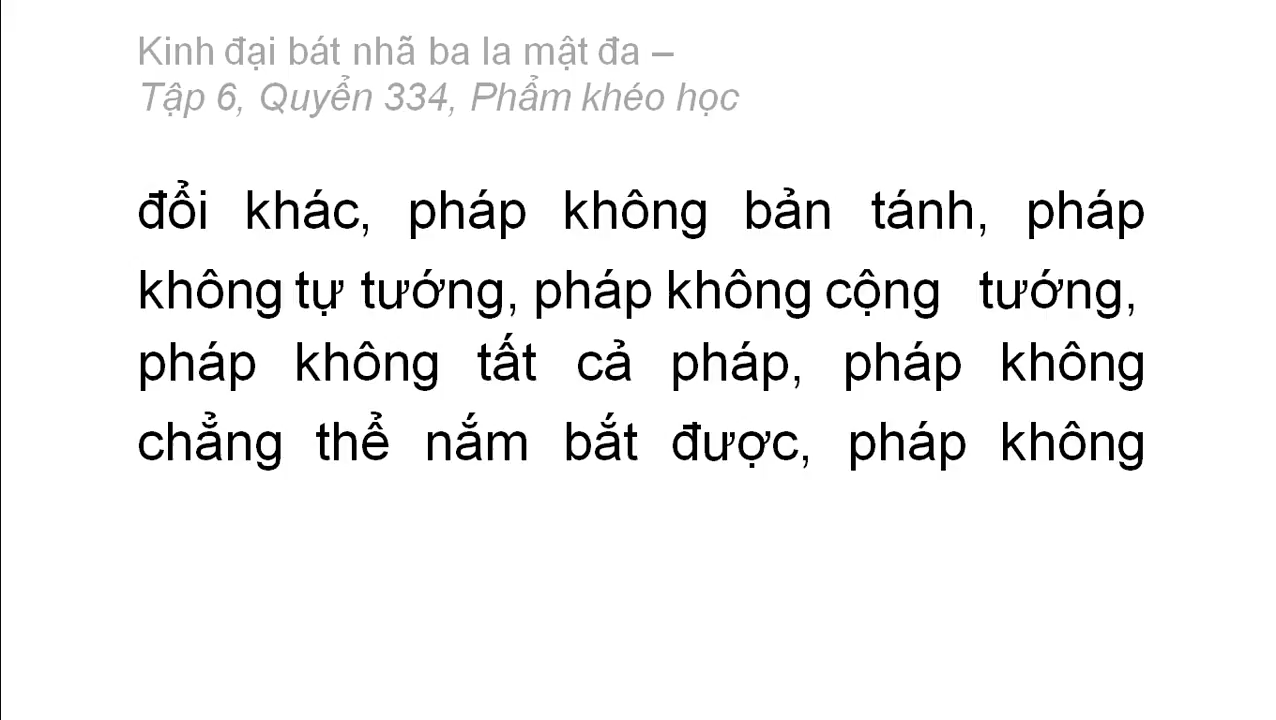 Kinh đại bát nhã ba la mật đa –
Tập 6, Quyển 334, Phẩm khéo học
đổi khác, pháp không bản tánh, pháp
không tự tướng, pháp không cộng tướng,
pháp không tất cả pháp, pháp không
chẳng thể nắm bắt được, pháp không